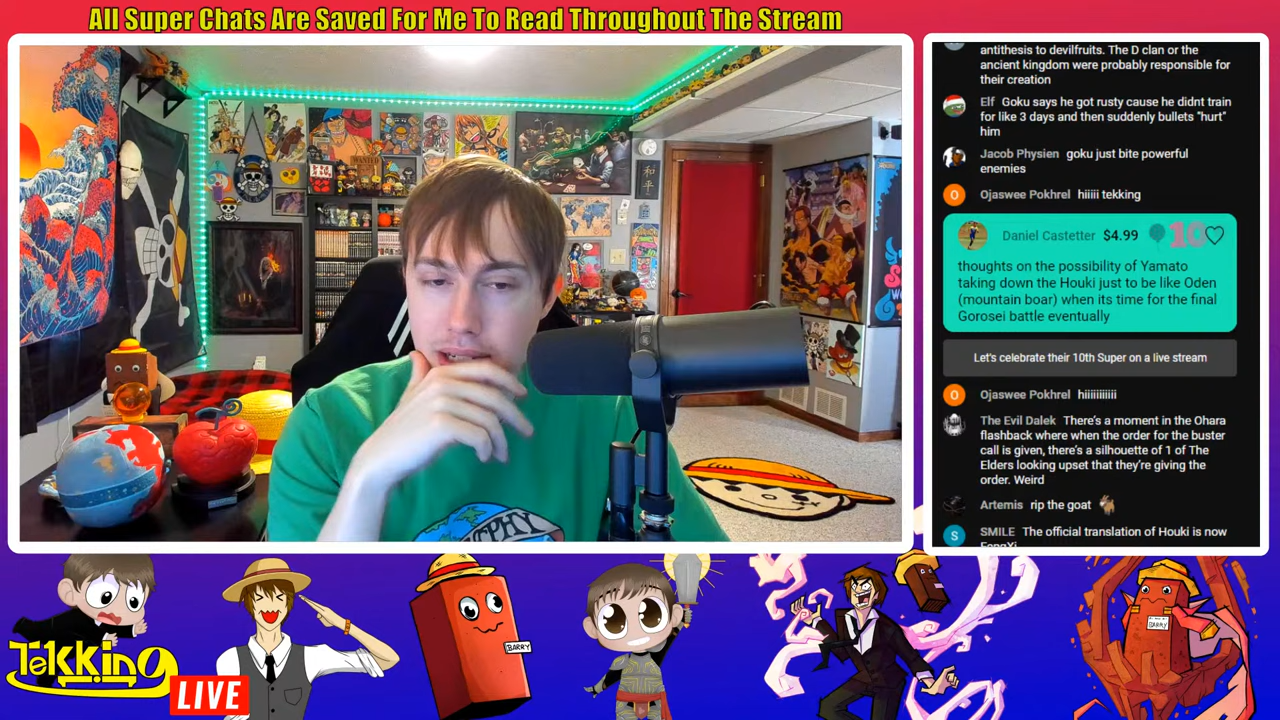 All Super Chats Are Saved For Me To Read Throughout The Stream
antithesis to devilfruits. The D clan or the
ancient kingdom were probably responsible for
their creation
Elf Goku says he got rusty cause he didnt train
for like 3 days and then suddenly bullets "hurt"
him
Jacob Physien goku just bite powerful
enemies
O Ojaswee Pokhrel hiiiii tekking
Daniel Castetter $4.99 10
thoughts on the possibility of Yamato
taking down the Houki just to be like Oden
(mountain boar) when its time for the final
Gorosei battle eventually
Let's celebrate their 10th Super on a live stream
O Ojaswee Pokhrel hiiiiiiiiiiii
The Evil Dalek There's a moment in the Ohara
flashback where when the order for the buster
call is given, there's a silhouette of 1 of The
Elders looking upset that they're giving the
order. Weird
Artemis rip the goat
S SMILE The official translation of Houki is now
FangXi
WANTED
和平
MURPHY
BARRY
BARRY
TeKKinG
LIVE